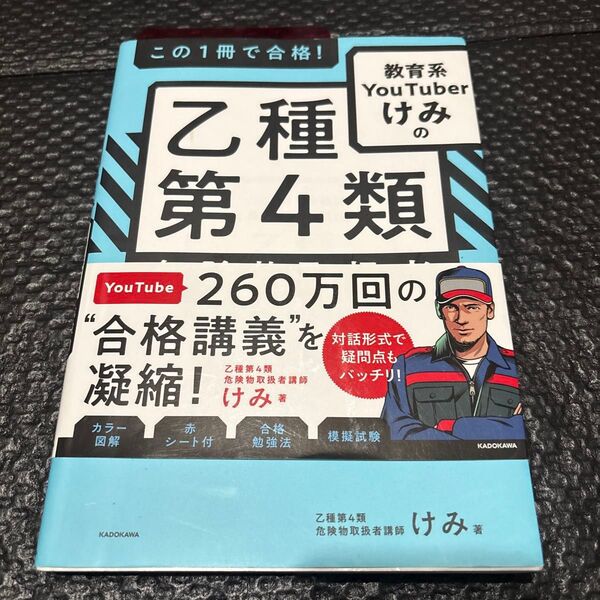 この1冊で合格!
教育系
YouTuber
けみの
乙種
第4類
YouTube
260万回の
“合格講義”を
凝縮!
乙種第4類
危険物取扱者講師
けみ 著
対話形式で
疑問点も
バッチリ!
カラー
図解
赤
シート付
合格
勉強法
模擬試験
KADOKAWA
乙種第4類
危険物取扱者講師 けみ 著
KADOKAWA